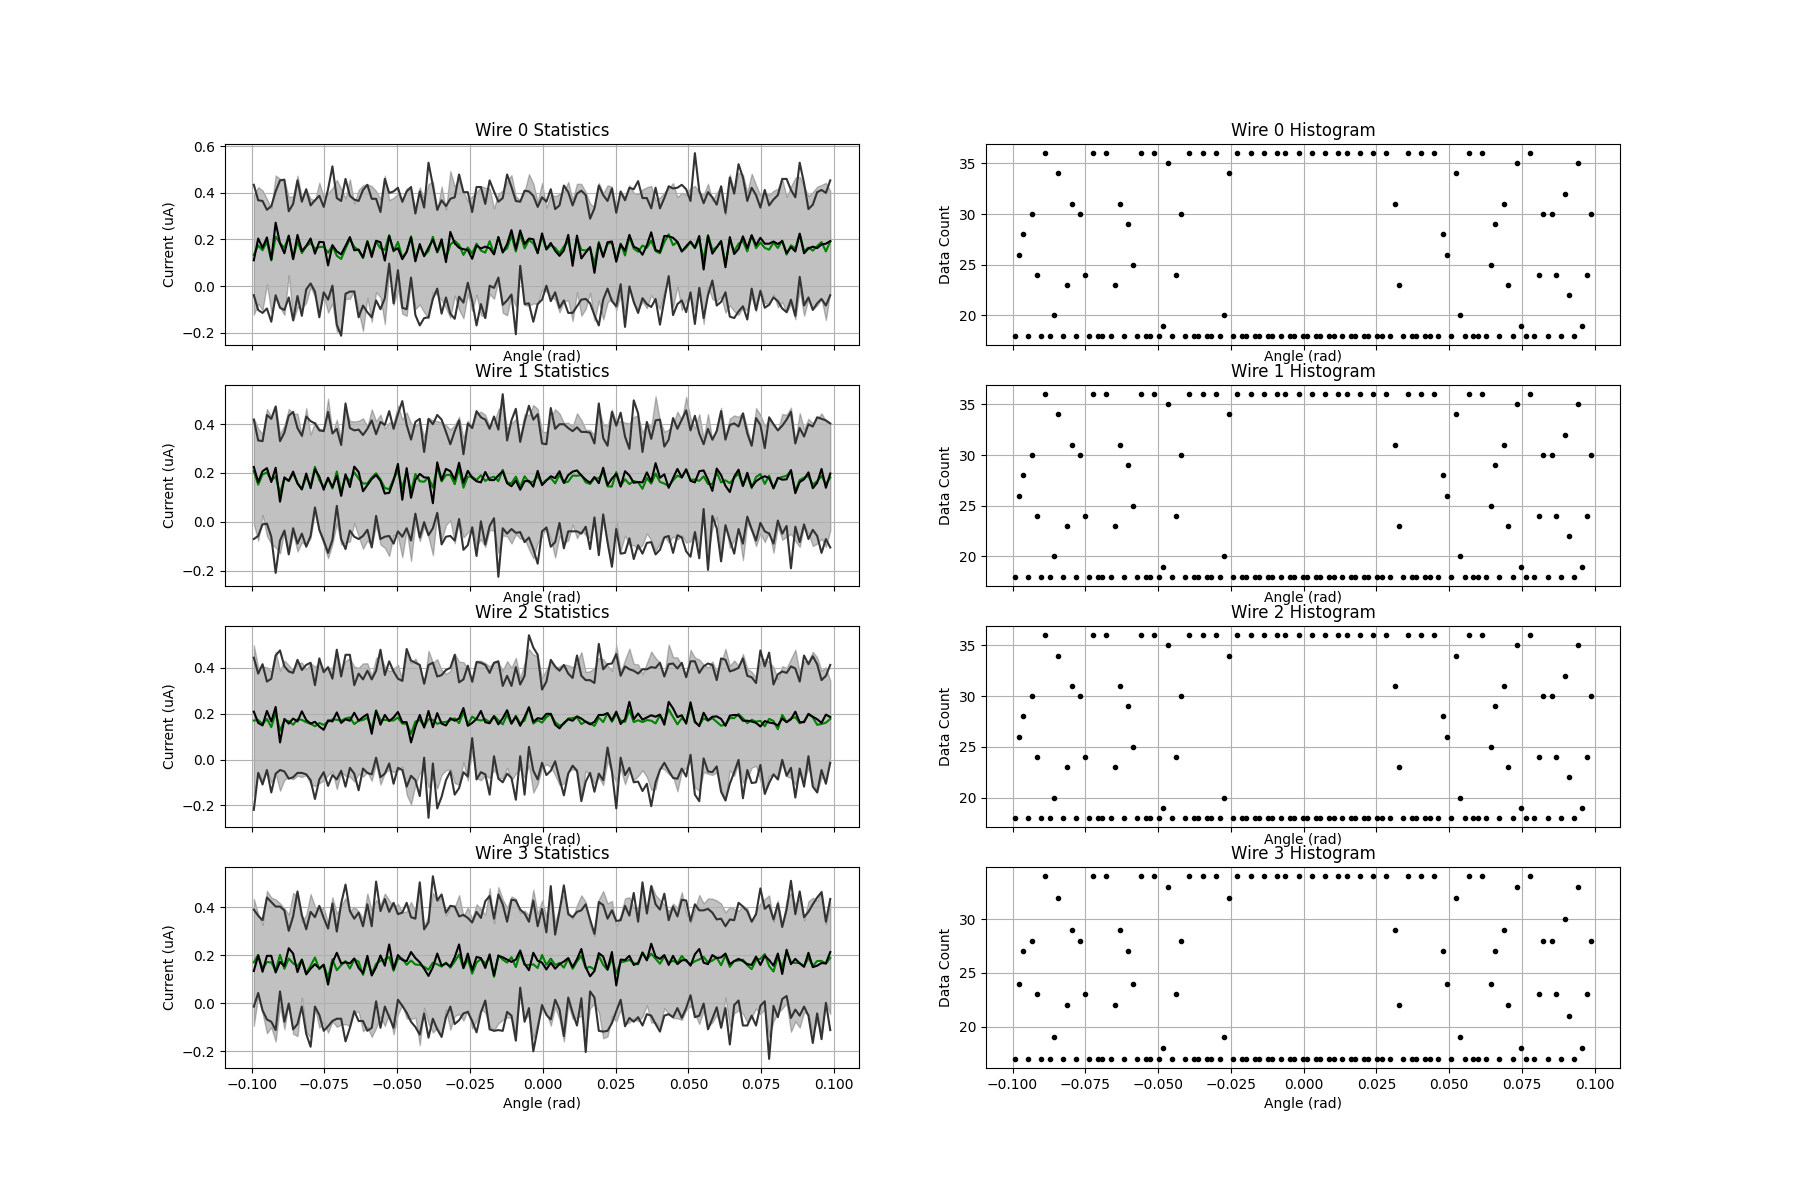 Wire 0 Statistics
Current (uA)
0.6
0.4
0.2
0.0
−0.2
Angle (rad)
Wire 0 Histogram
Data Count
35
30
25
20
Angle (rad)
Wire 1 Statistics
Current (uA)
0.4
0.2
0.0
−0.2
Angle (rad)
Wire 1 Histogram
Data Count
35
30
25
20
Angle (rad)
Wire 2 Statistics
Current (uA)
0.4
0.2
0.0
−0.2
Angle (rad)
Wire 2 Histogram
Data Count
35
30
25
20
Angle (rad)
Wire 3 Statistics
Current (uA)
0.4
0.2
0.0
−0.2
−0.100 −0.075 −0.050 −0.025 0.000 0.025 0.050 0.075 0.100
Angle (rad)
Wire 3 Histogram
Data Count
30
25
20
−0.100 −0.075 −0.050 −0.025 0.000 0.025 0.050 0.075 0.100
Angle (rad)